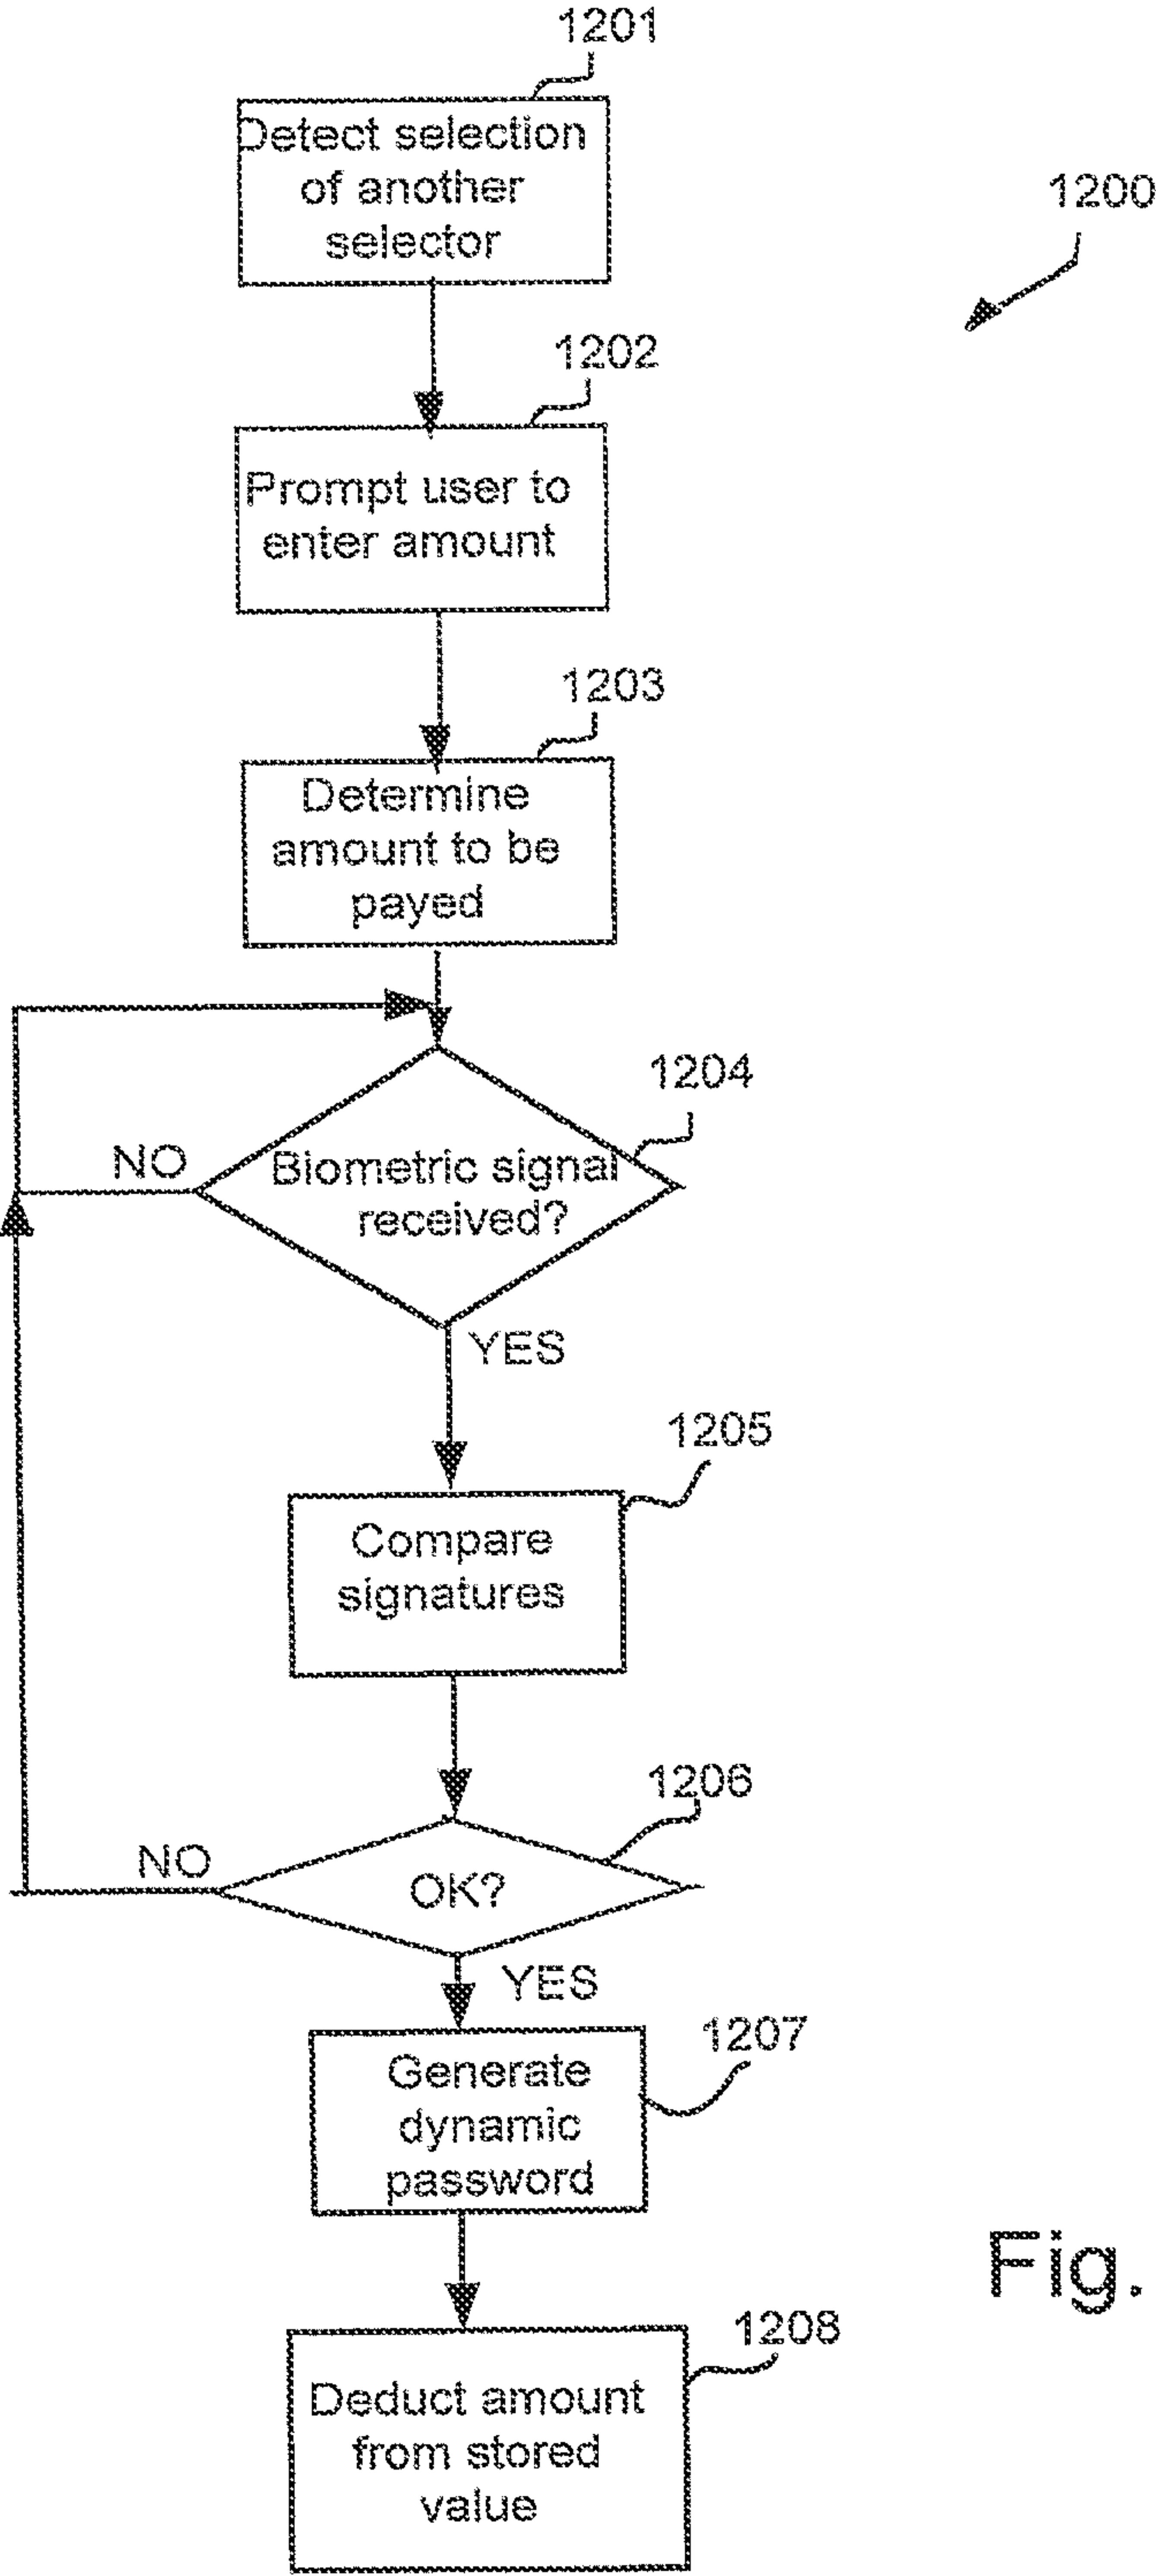 1201
Detect selection
of another
selector
1200
1202
Prompt user to
enter amount
1203
Determine
amount to be
payed
1204
NO
Biometric signal
received?
YES
1205
Compare
signatures
1206
NO
OK?
YES
1207
Generate
dynamic
password
Fig.
1208
Deduct amount
from stored
value